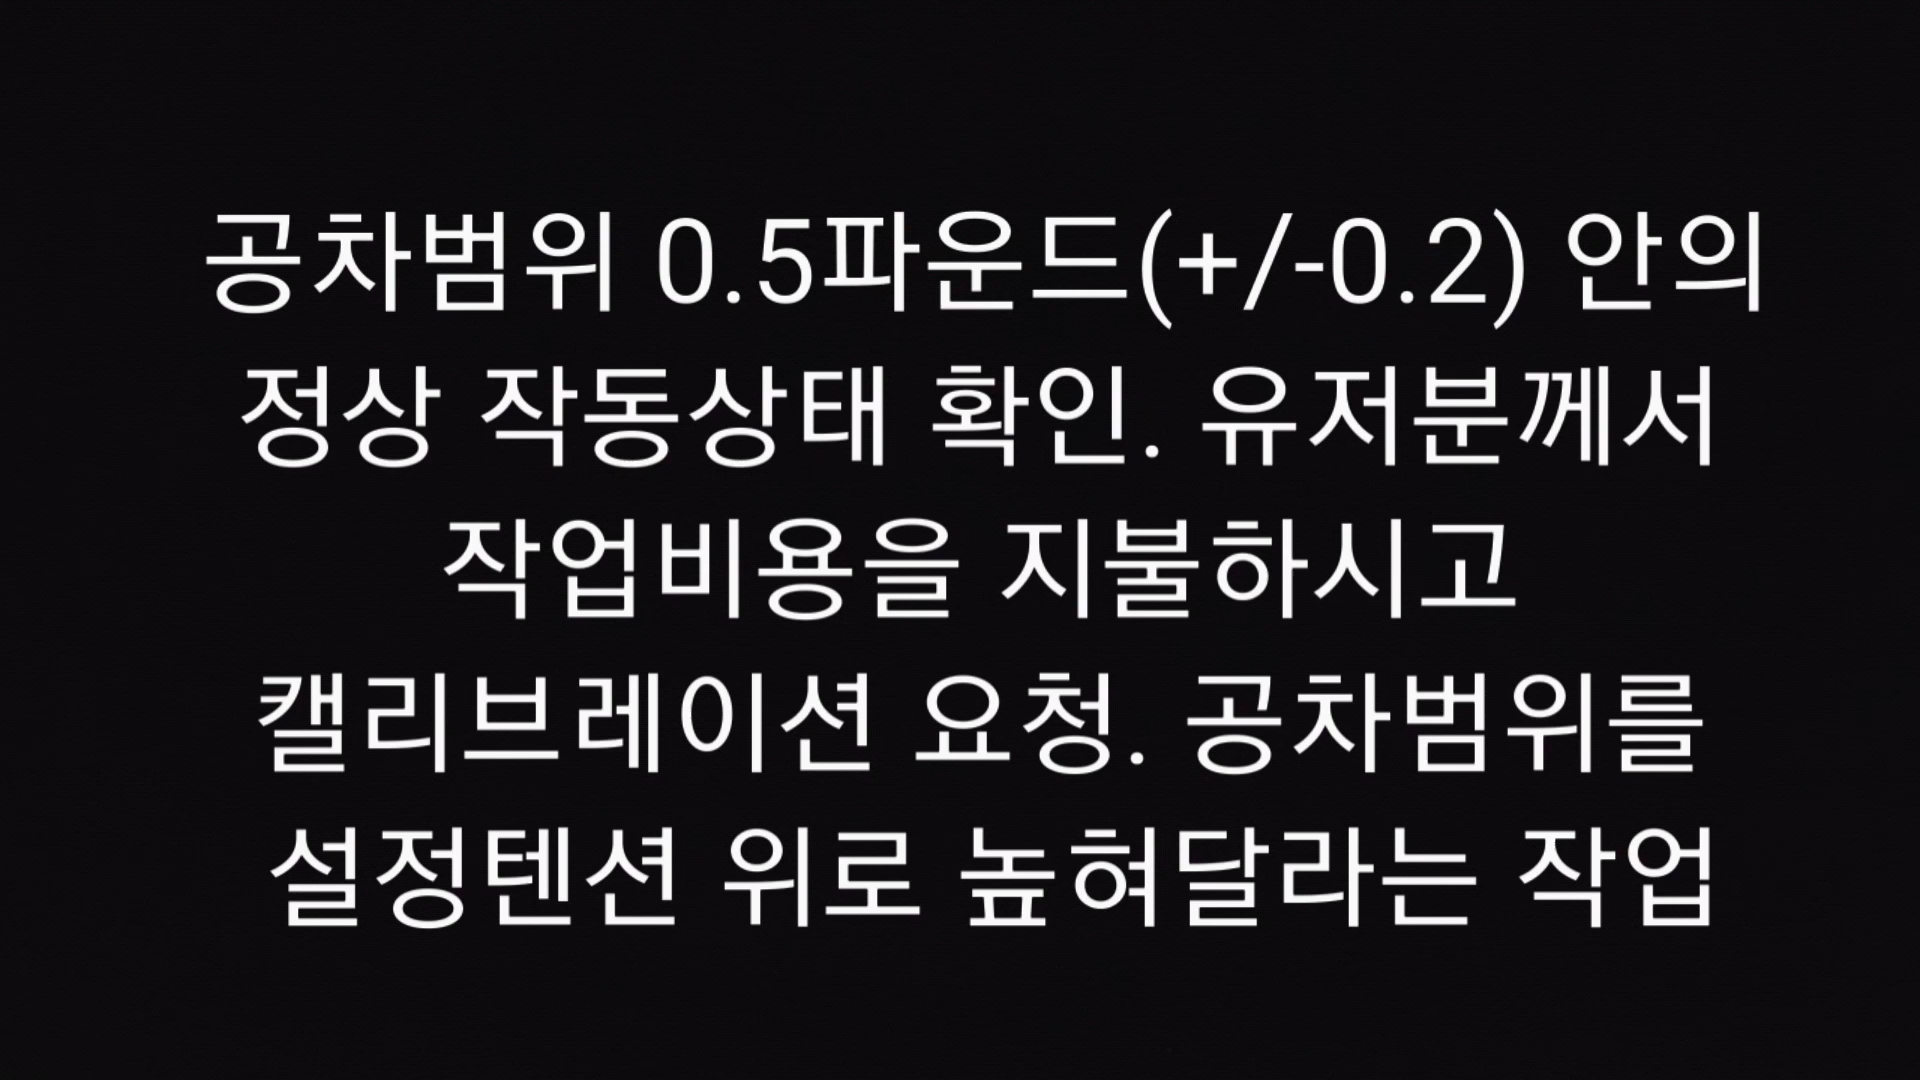 공차범위 0.5파운드(+/-0.2) 안의
정상 작동상태 확인. 유저분께서
작업비용을 지불하시고
캘리브레이션 요청. 공차범위를
설정텐션 위로 높혀달라는 작업